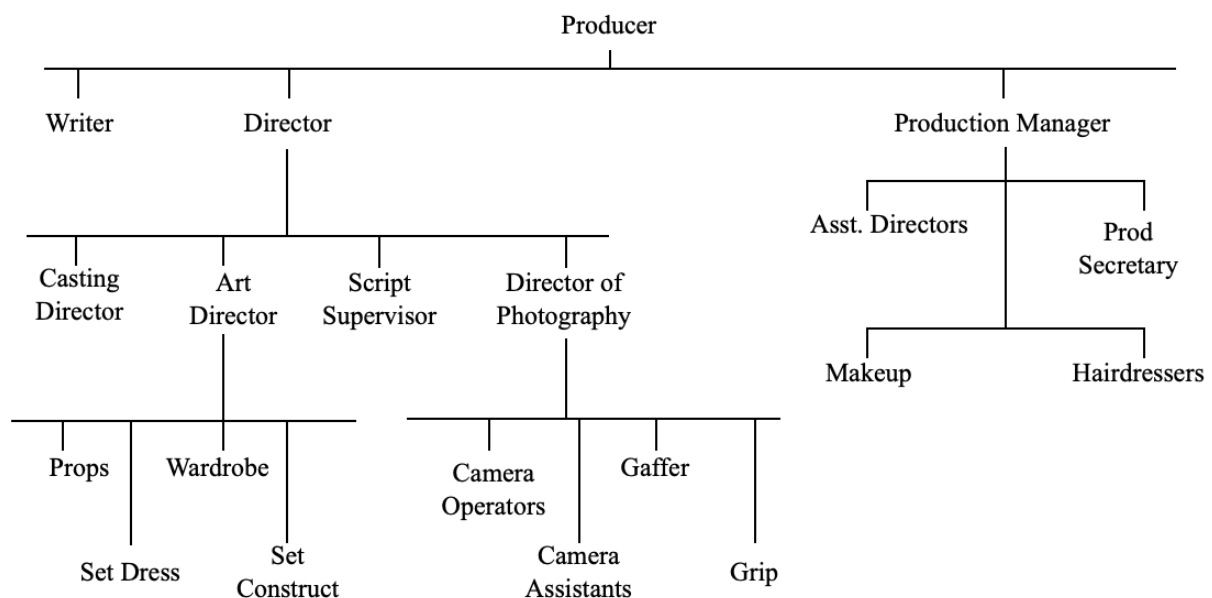 Producer
Writer
Director
Production Manager
Asst. Directors
Prod
Secretary
Casting
Director
Art
Director
Script
Supervisor
Director of
Photography
Makeup
Hairdressers
Props
Wardrobe
Camera
Operators
Gaffer
Set Dress
Set
Construct
Camera
Assistants
Grip